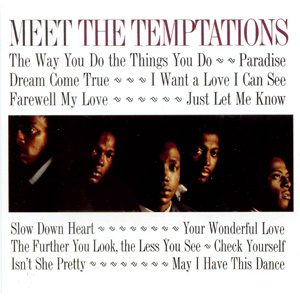 MEET THE TEMPTATIONS
The Way You Do the Things You Do ~ ~ Paradise
Dream Come True ~ ~ ~ I Want a Love I Can See
Farewell My Love ~ ~ ~ ~ ~ Just Let Me Know
Slow Down Heart ~ ~ ~ ~ ~ ~ ~ Your Wonderful Love
The Further You Look, the Less You See ~ Check Yourself
Isn't She Pretty ~ ~ ~ ~ ~ May I Have This Dance